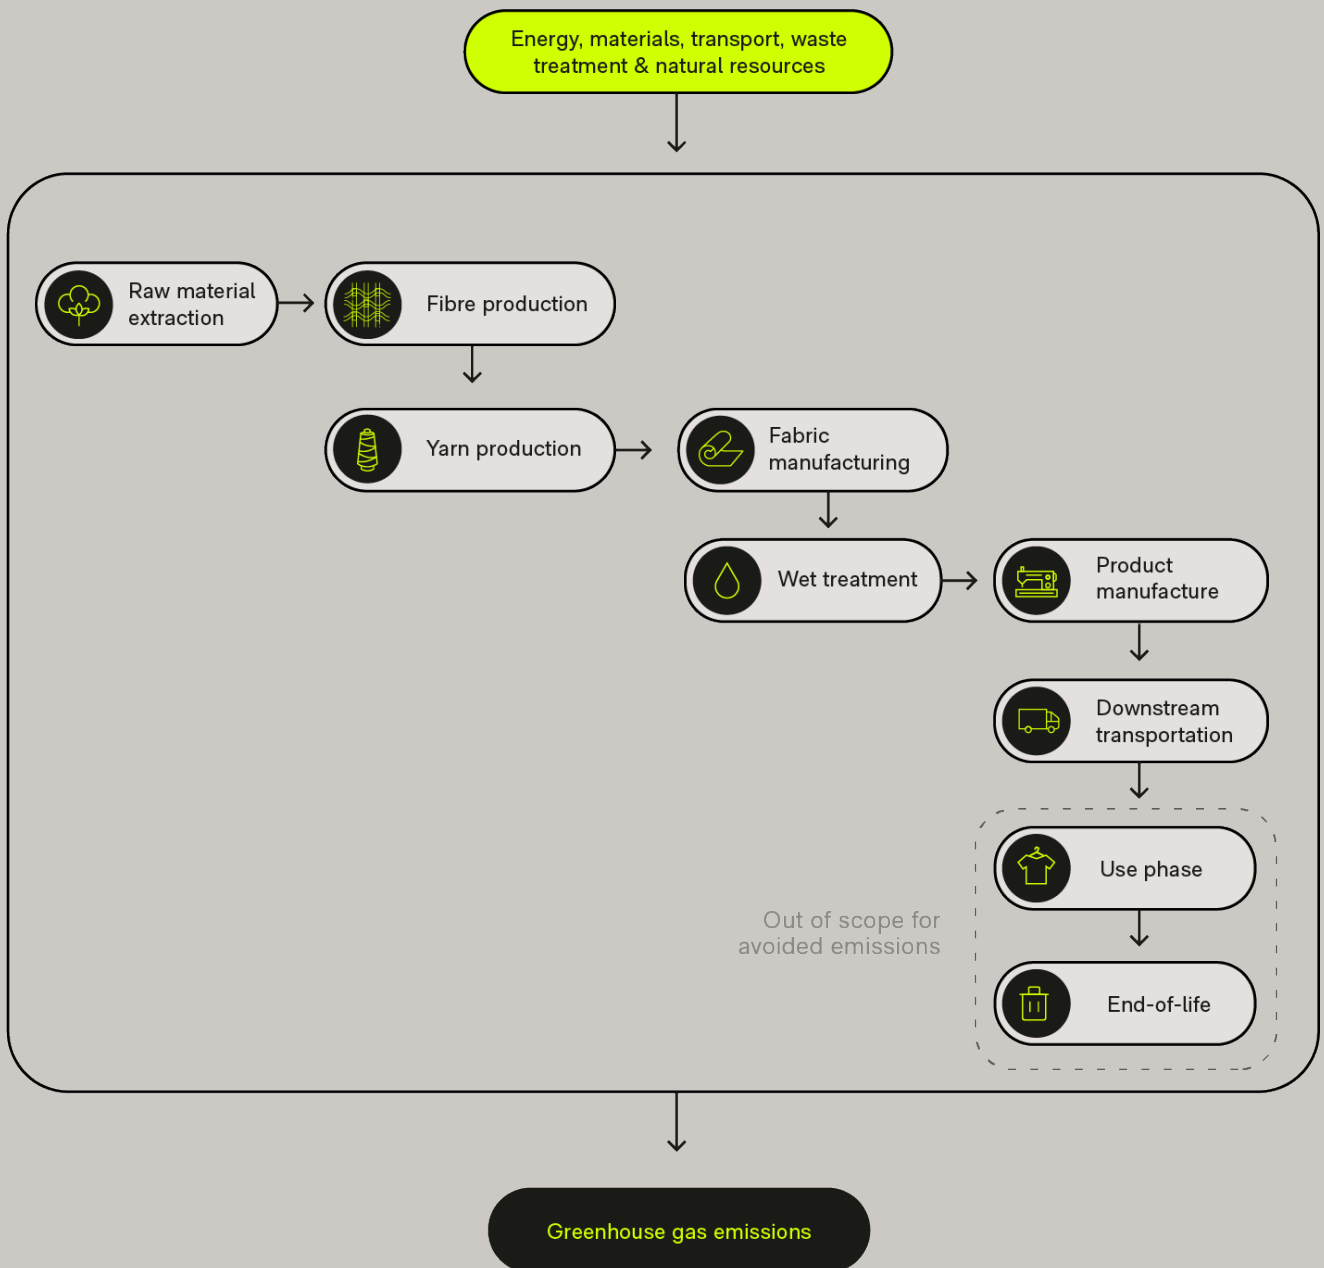 Energy, materials, transport, waste
treatment & natural resources
Raw material
extraction
Fibre production
Yarn production
Fabric
manufacturing
Wet treatment
Product
manufacture
Downstream
transportation
Use phase
Out of scope for
avoided emissions
End-of-life
Greenhouse gas emissions